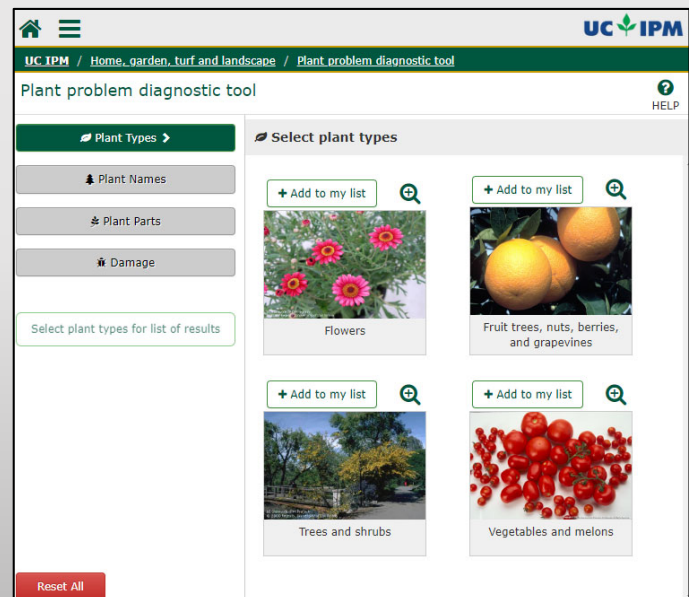 UC IPM
UC IPM / Home, garden, turf and landscape / Plant problem diagnostic tool
Plant problem diagnostic tool
HELP
Plant Types
Plant Names
Plant Parts
Damage
Select plant types for list of results
Reset All
Select plant types
+ Add to my list
+ Add to my list
Flowers
Fruit trees, nuts, berries,
and grapevines
+ Add to my list
+ Add to my list
Trees and shrubs
Vegetables and melons